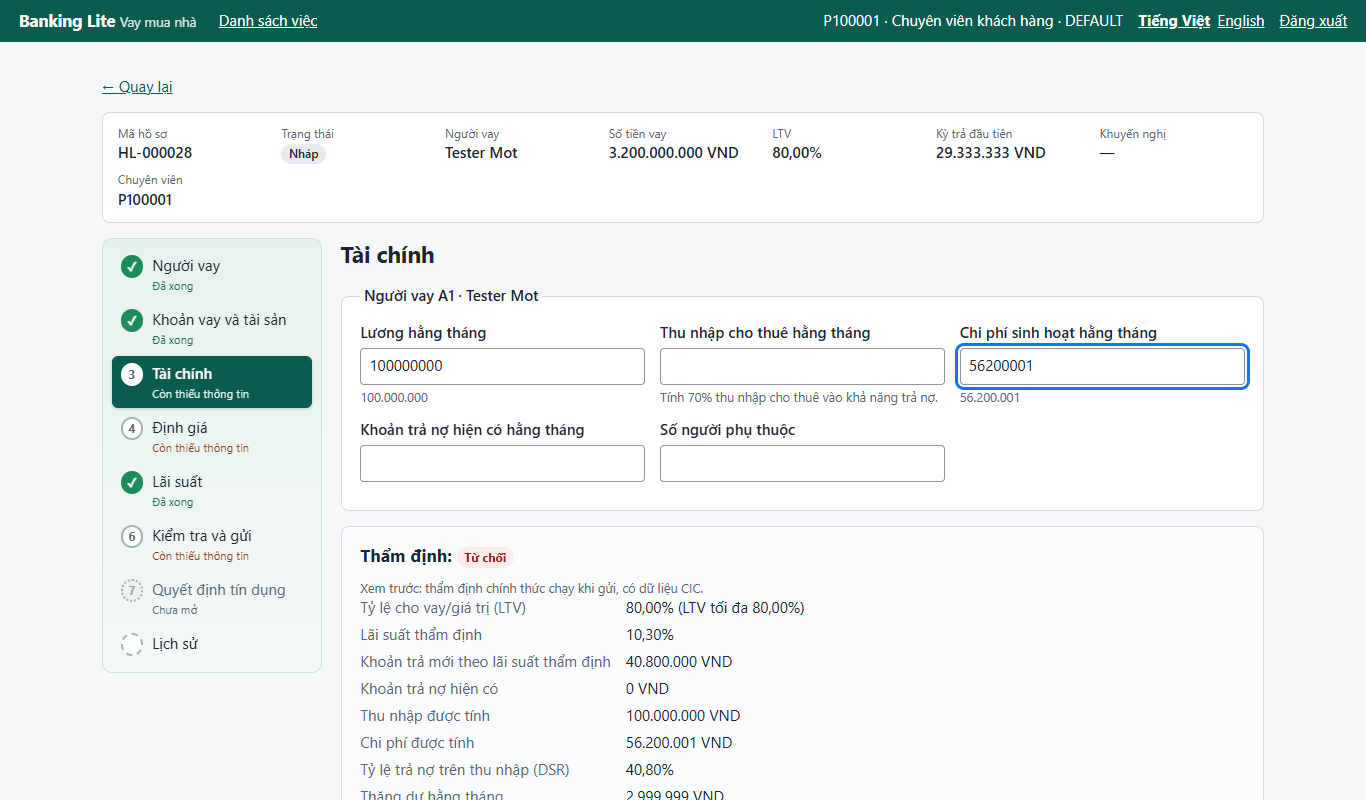 Banking Lite Vay mua nhà Danh sách việc P100001 · Chuyên viên khách hàng · DEFAULT Tiếng Việt English Đăng xuất
← Quay lại
Mã hồ sơ Trạng thái Người vay Số tiền vay LTV Kỳ trả đầu tiên Khuyến nghị
HL-000028 Nháp Tester Mot 3.200.000.000 VND 80,00% 29.333.333 VND —
Chuyên viên
P100001
Người vay
Đã xong
Khoản vay và tài sản
Đã xong
3 Tài chính
Còn thiếu thông tin
4 Định giá
Còn thiếu thông tin
Lãi suất
Đã xong
6 Kiểm tra và gửi
Còn thiếu thông tin
7 Quyết định tín dụng
Chưa mở
Lịch sử
Tài chính
Người vay A1 · Tester Mot
Lương hằng tháng Thu nhập cho thuê hằng tháng Chi phí sinh hoạt hằng tháng
100000000 56200001
100.000.000 Tính 70% thu nhập cho thuê vào khả năng trả nợ. 56.200.001
Khoản trả nợ hiện có hằng tháng Số người phụ thuộc
Thẩm định: Từ chối
Xem trước: thẩm định chính thức chạy khi gửi, có dữ liệu CIC.
Tỷ lệ cho vay/giá trị (LTV) 80,00% (LTV tối đa 80,00%)
Lãi suất thẩm định 10,30%
Khoản trả mới theo lãi suất thẩm định 40.800.000 VND
Khoản trả nợ hiện có 0 VND
Thu nhập được tính 100.000.000 VND
Chi phí được tính 56.200.001 VND
Tỷ lệ trả nợ trên thu nhập (DSR) 40,80%
Thặng dư hằng tháng 2.999.999 VND